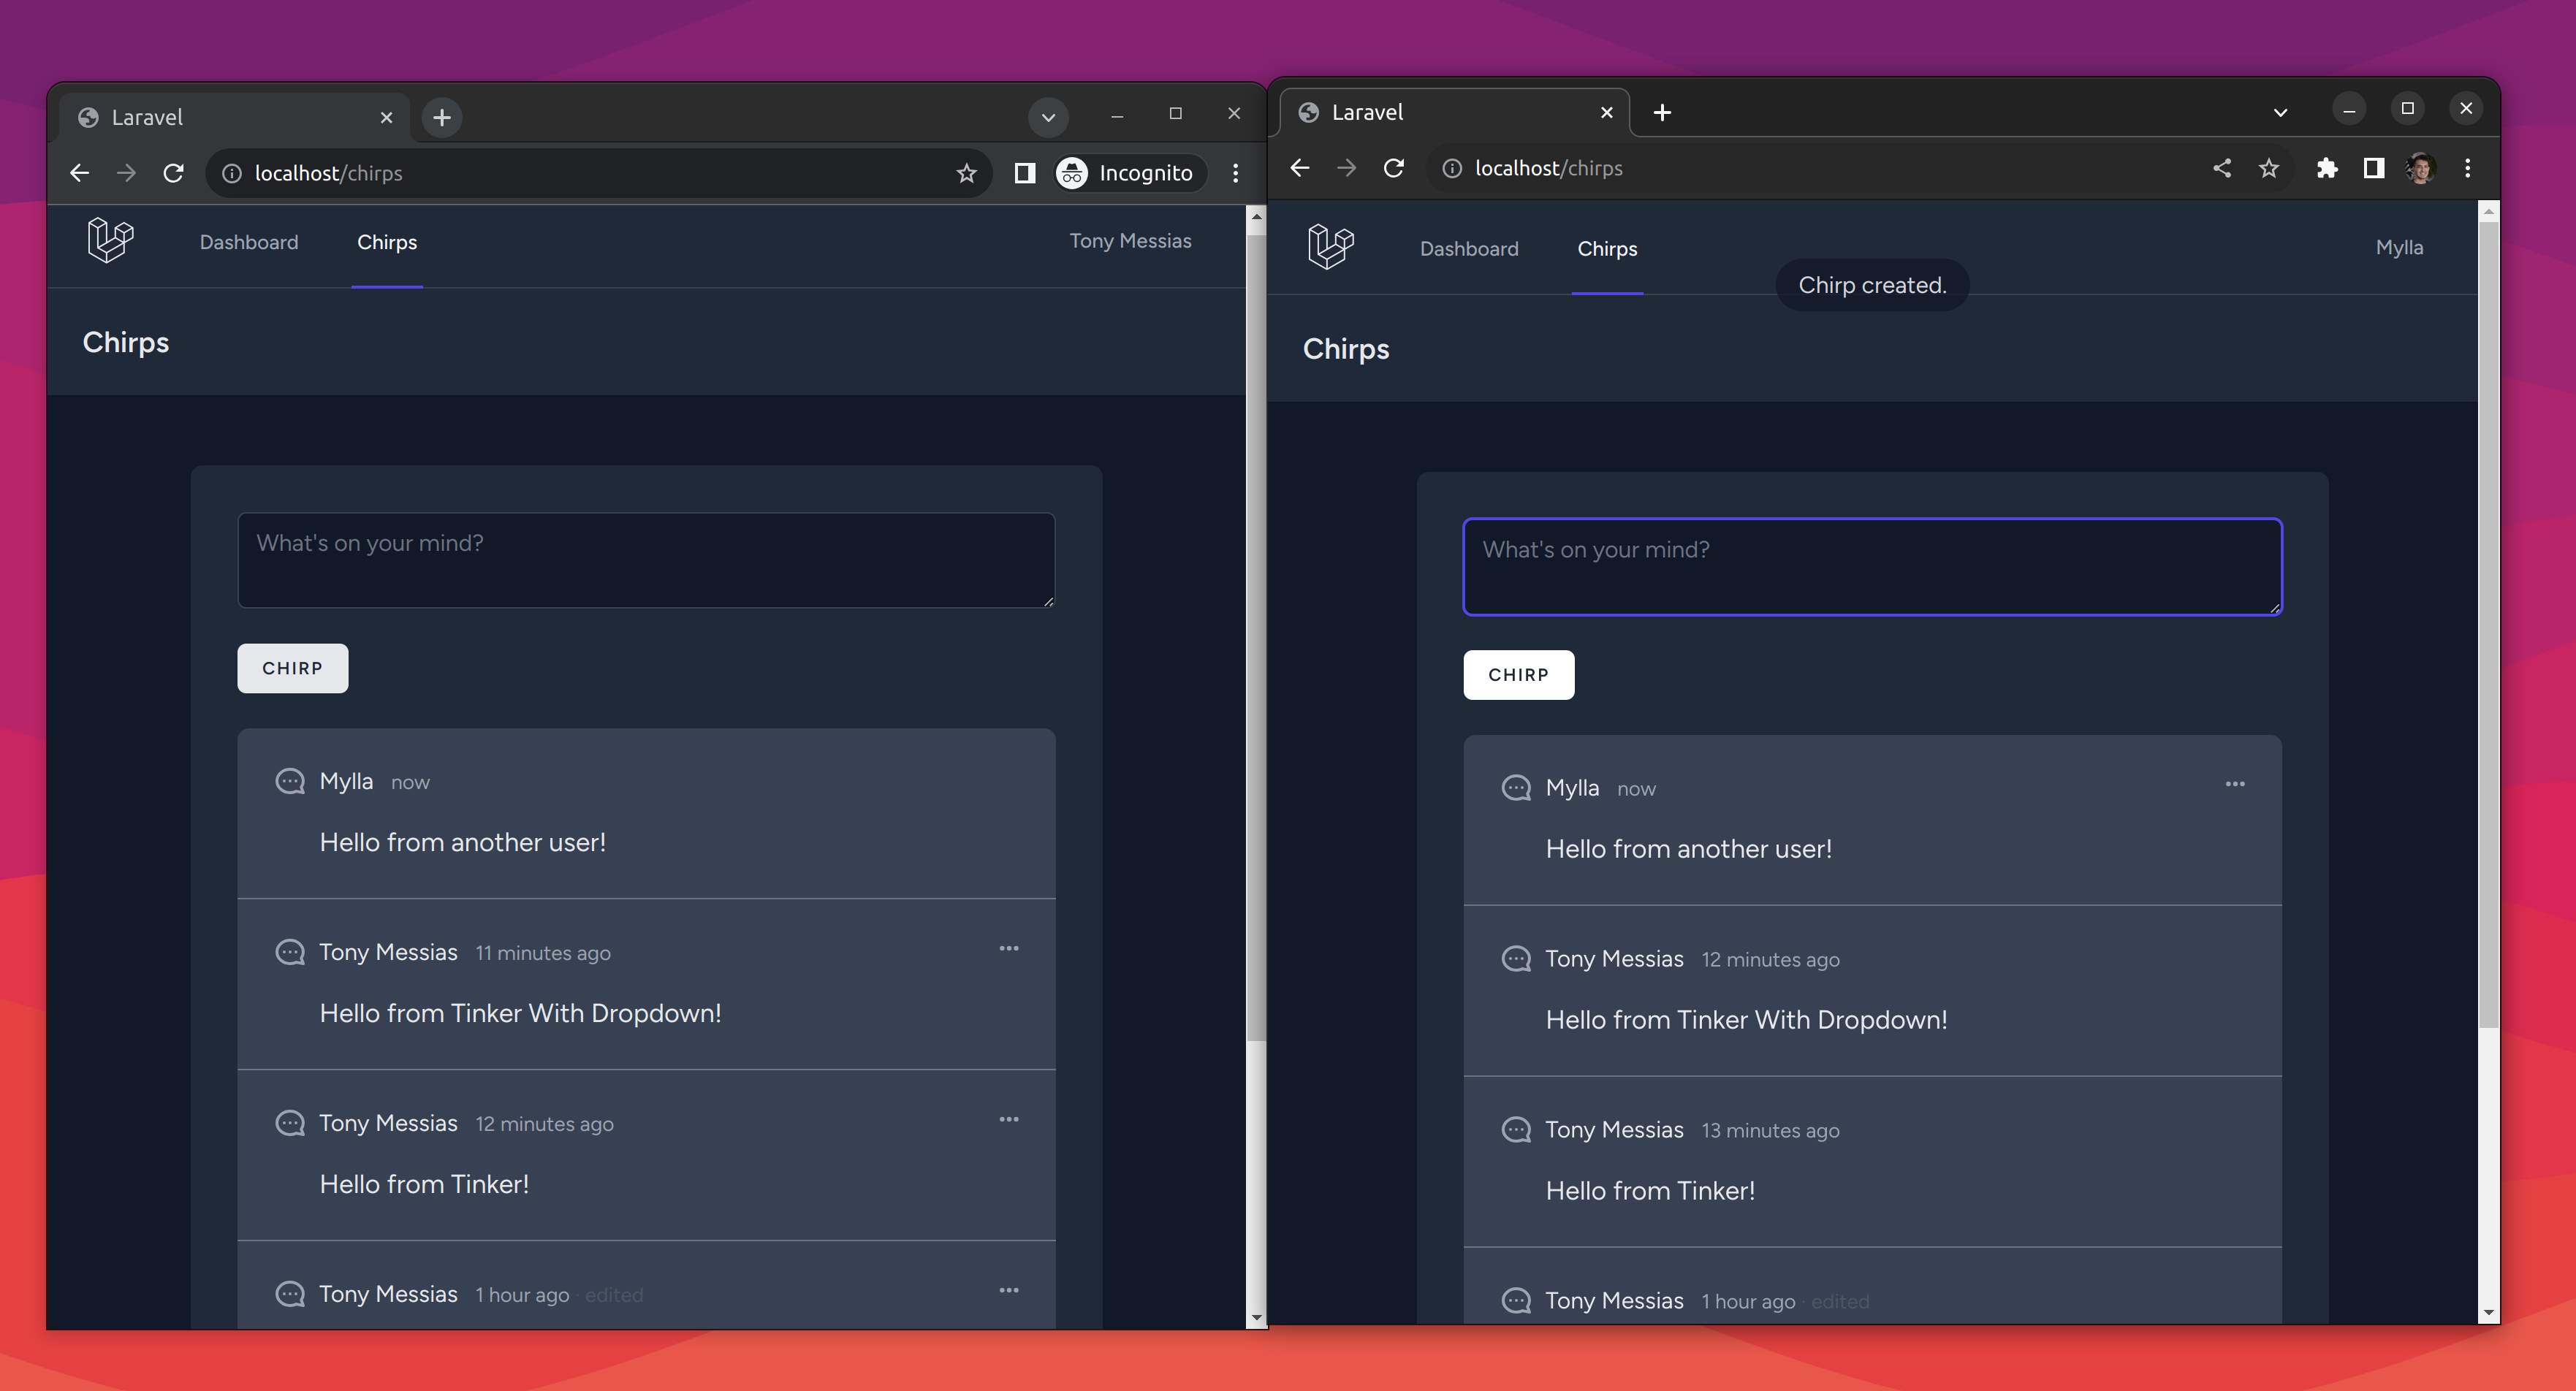 Laravel
localhost/chirps
Incognito
Dashboard
Chirps
Tony Messias
Chirps
What's on your mind?
CHIRP
Mylla now
Hello from another user!
Tony Messias 11 minutes ago
Hello from Tinker With Dropdown!
Tony Messias 12 minutes ago
Hello from Tinker!
Tony Messias 1 hour ago · edited
Laravel
localhost/chirps
Dashboard
Chirps
Mylla
Chirp created.
Chirps
What's on your mind?
CHIRP
Mylla now
Hello from another user!
Tony Messias 12 minutes ago
Hello from Tinker With Dropdown!
Tony Messias 13 minutes ago
Hello from Tinker!
Tony Messias 1 hour ago · edited